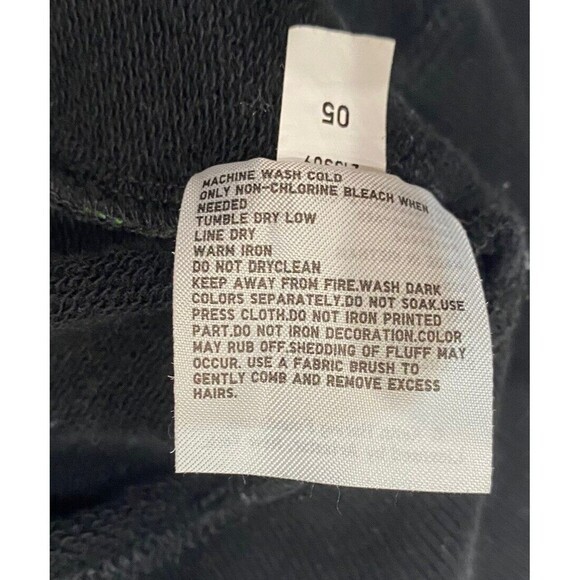 05
MACHINE WASH COLD
ONLY NON-CHLORINE BLEACH WHEN
NEEDED
TUMBLE DRY LOW
LINE DRY
WARM IRON
DO NOT DRYCLEAN
KEEP AWAY FROM FIRE.WASH DARK
COLORS SEPARATELY.DO NOT SOAK.USE
PRESS CLOTH.DO NOT IRON PRINTED
PART.DO NOT IRON DECORATION.COLOR
MAY RUB OFF.SHEDDING OF FLUFF MAY
OCCUR. USE A FABRIC BRUSH TO
GENTLY COMB AND REMOVE EXCESS
HAIRS.